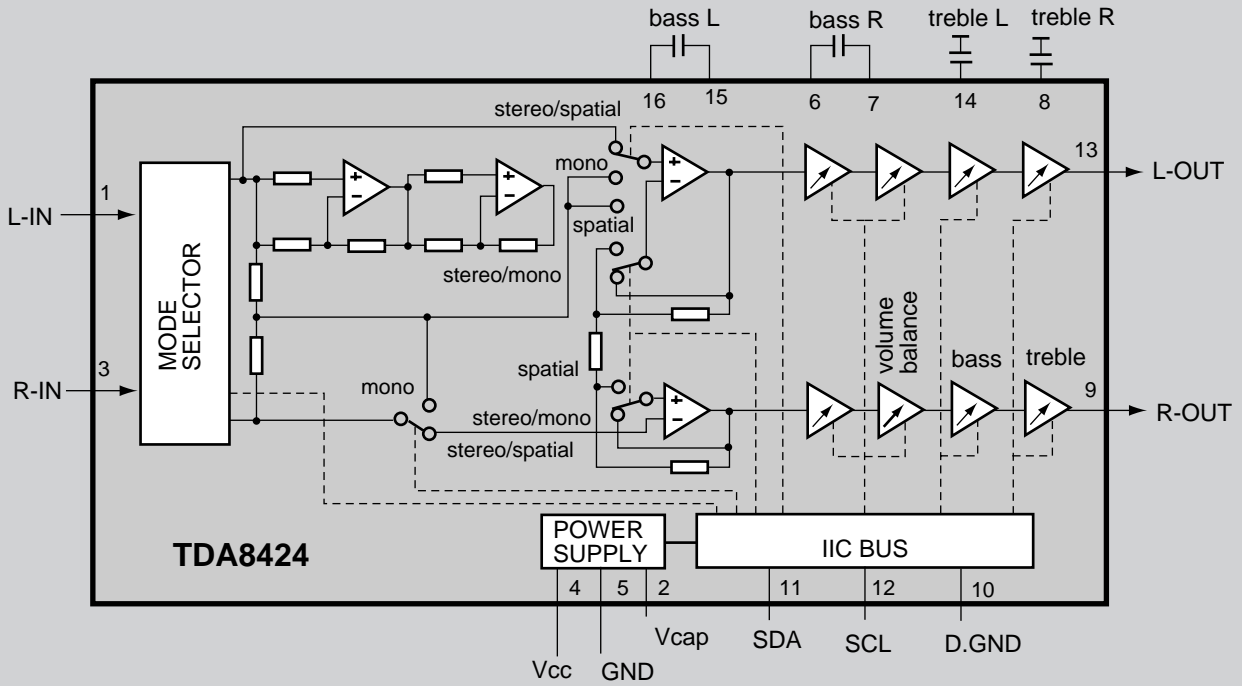 bass L
bass R
treble L
treble R
16
15
6
7
14
8
stereo/spatial
mono
13
L-OUT
1
L-IN
spatial
stereo/mono
MODE
SELECTOR
volume
balance
3
R-IN
spatial
bass
treble
mono
9
R-OUT
stereo/mono
stereo/spatial
TDA8424
POWER
SUPPLY
IIC BUS
4
5
2
11
12
10
Vcap
SDA
SCL
D.GND
Vcc
GND
+
−
+
−
+
−
+
−